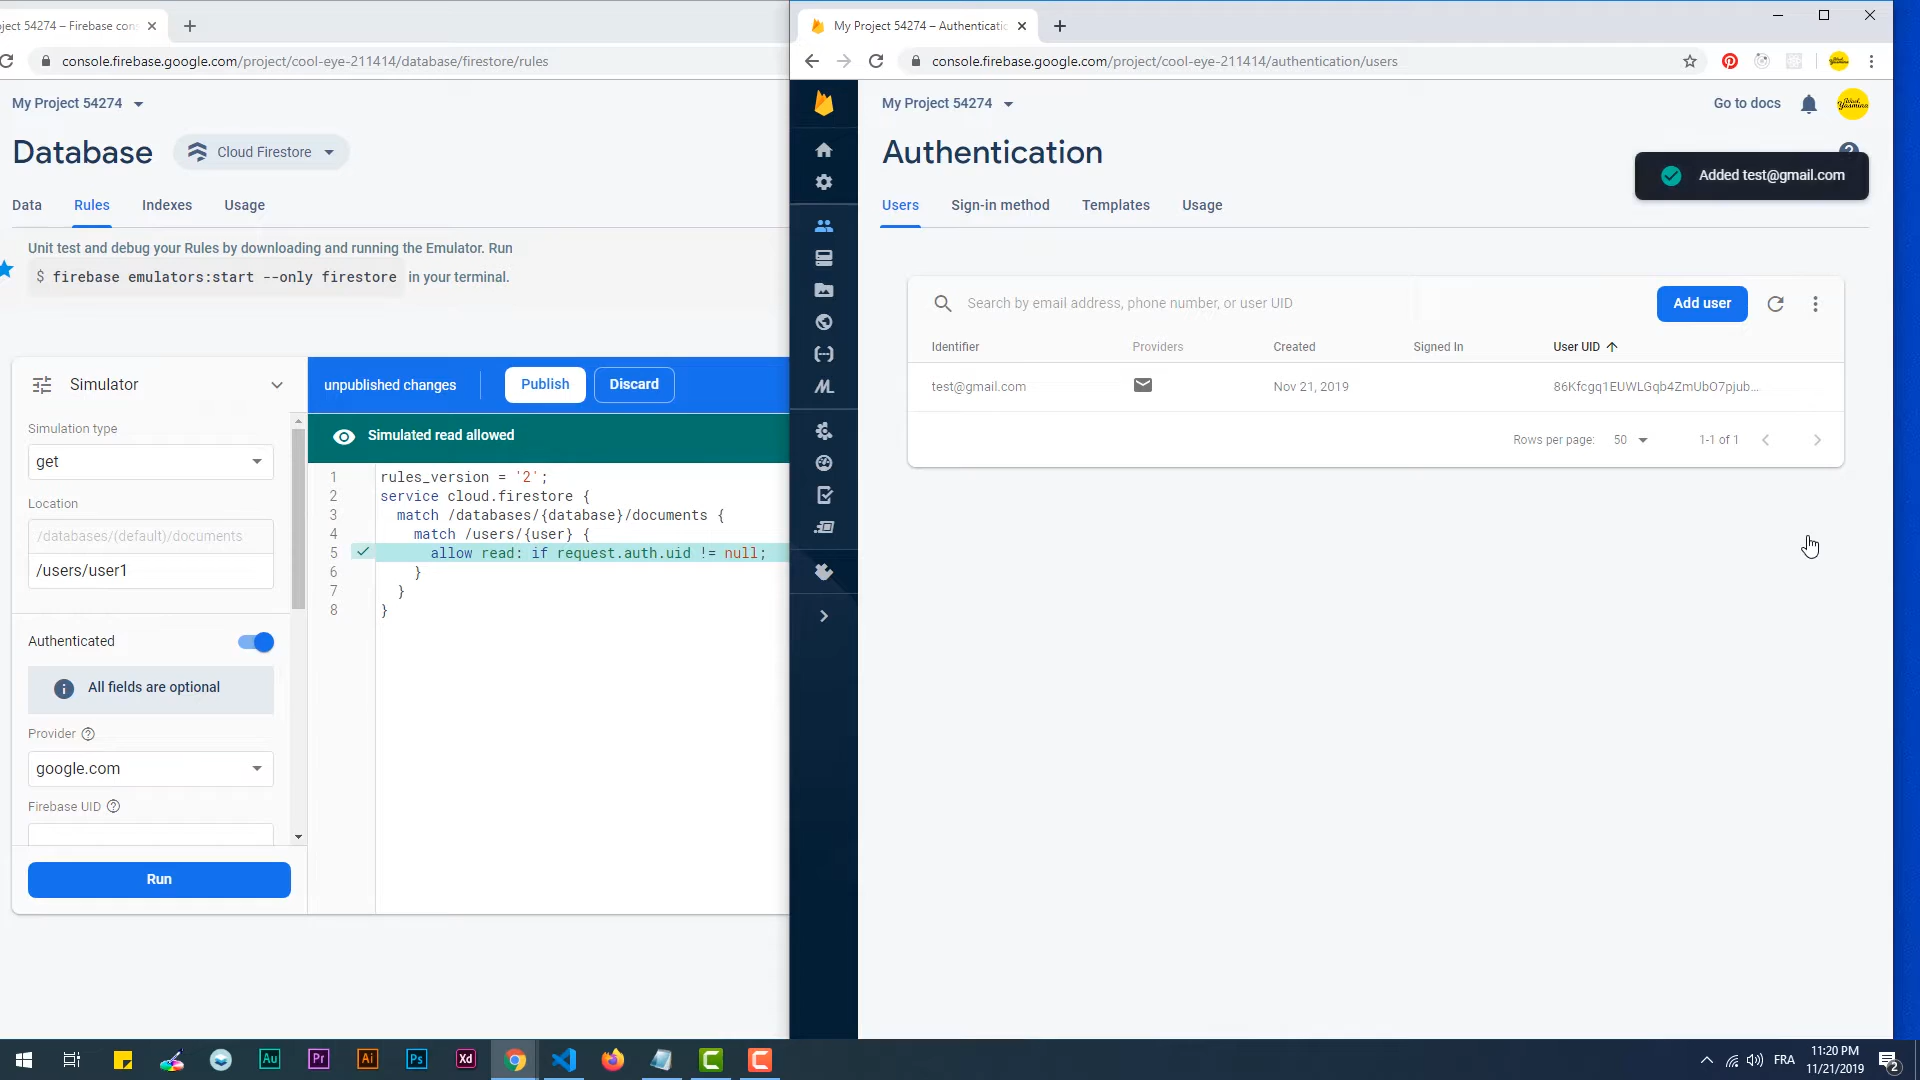 ject 54274 – Firebase con
console.firebase.google.com/project/cool-eye-211414/database/firestore/rules
My Project 54274
Database
Cloud Firestore
Data
Rules
Indexes
Usage
Unit test and debug your Rules by downloading and running the Emulator. Run
$ firebase emulators:start --only firestore in your terminal.
Simulator
Simulation type
get
Location
/databases/(default)/documents
/users/user1
Authenticated
All fields are optional
Provider
google.com
Firebase UID
Run
unpublished changes
Publish
Discard
Simulated read allowed
1 rules_version = '2';
2 service cloud.firestore {
3 match /databases/{database}/documents {
4 match /users/{user} {
5 allow read: if request.auth.uid != null;
6 }
7 }
8 }
My Project 54274 – Authenticatio
console.firebase.google.com/project/cool-eye-211414/authentication/users
My Project 54274
Go to docs
Authentication
Added test@gmail.com
Users
Sign-in method
Templates
Usage
Search by email address, phone number, or user UID
Add user
Identifier
Providers
Created
Signed In
User UID
test@gmail.com
Nov 21, 2019
86Kfcgq1EUWLGqb4ZmUbO7pjub...
Rows per page:
50
1-1 of 1
Au
Pr
Ai
Ps
Xd
FRA
11:20 PM
11/21/2019
2